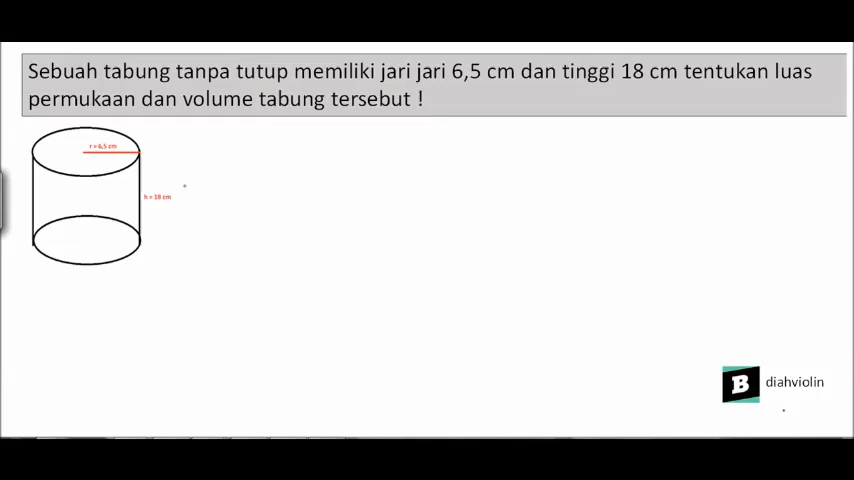 Sebuah tabung tanpa tutup memiliki jari jari 6,5 cm dan tinggi 18 cm tentukan luas
permukaan dan volume tabung tersebut !
r = 6,5 cm
h = 18 cm
B diahviolin